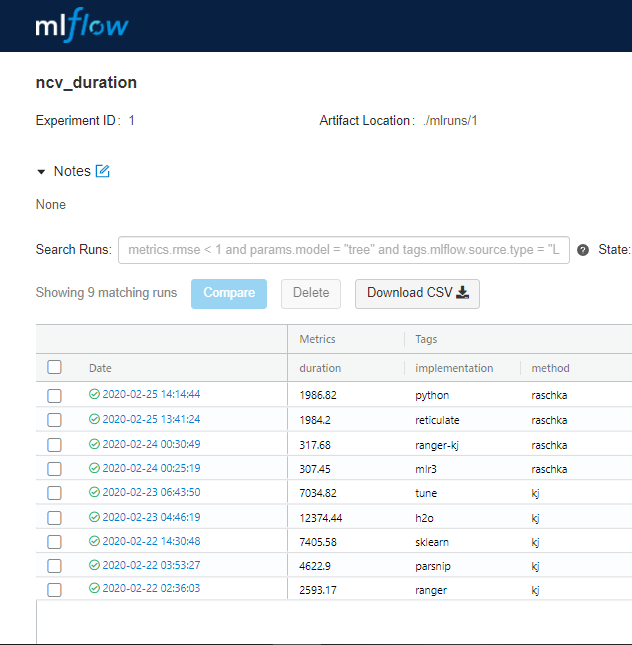 mlflow
ncv_duration
Experiment ID: 1 Artifact Location: ./mlruns/1
Notes
None
Search Runs: metrics.rmse < 1 and params.model = "tree" and tags.mlflow.source.type = "L ? State:
Showing 9 matching runs Compare Delete Download CSV
Metrics Tags
Date duration implementation method
2020-02-25 14:14:44 1986.82 python raschka
2020-02-25 13:41:24 1984.2 reticulate raschka
2020-02-24 00:30:49 317.68 ranger-kj raschka
2020-02-24 00:25:19 307.45 mlr3 raschka
2020-02-23 06:43:50 7034.82 tune kj
2020-02-23 04:46:19 12374.44 h2o kj
2020-02-22 14:30:48 7405.58 sklearn kj
2020-02-22 03:53:27 4622.9 parsnip kj
2020-02-22 02:36:03 2593.17 ranger kj